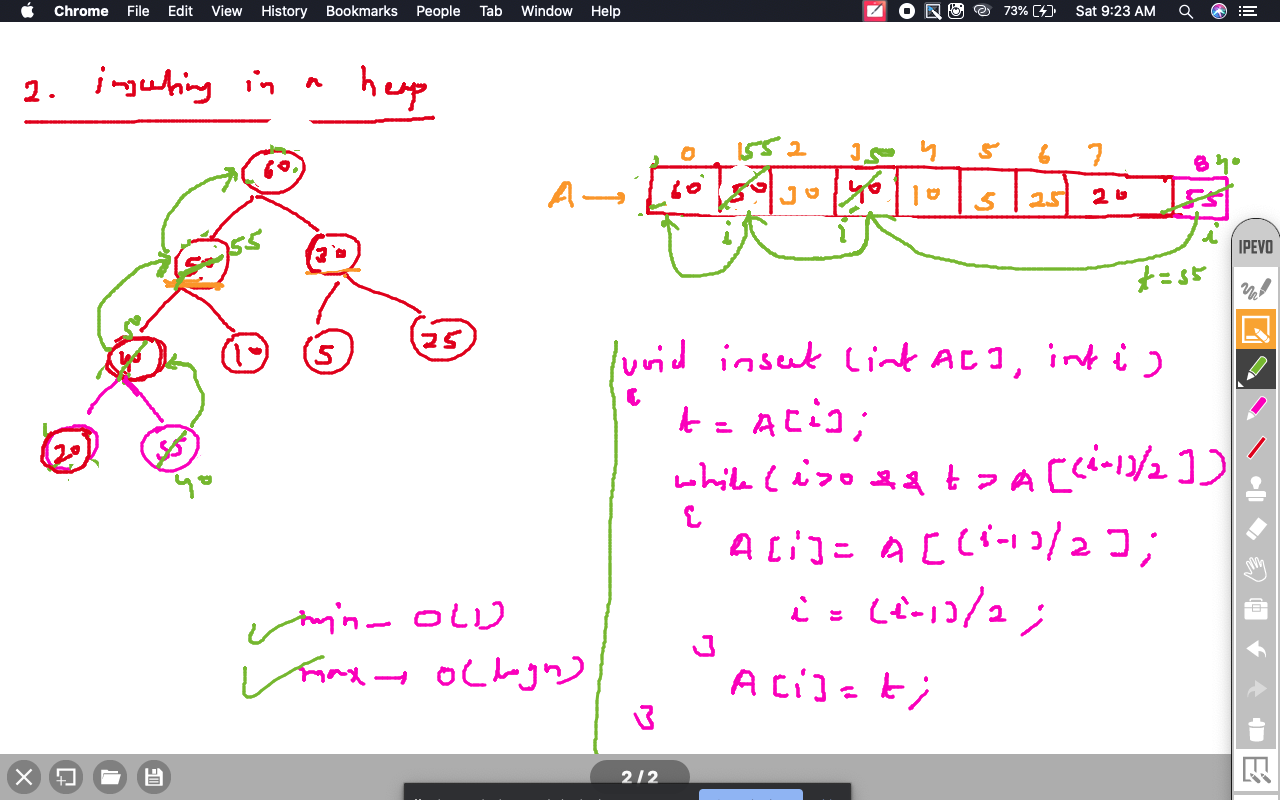 Chrome File Edit View History Bookmarks People Tab Window Help 73% Sat 9:23 AM
2. inserting in a heap
60
50 55
30
50
40
10
5
25
20
55
40
0 1 55 2 3 50 4 5 6 7 8 40
A → 60 50 30 40 10 5 25 20 55
i i i
t = 55
void insert (int A[], int i)
{
t = A[i];
while (i>0 && t > A[(i-1)/2])
{
A[i] = A[(i-1)/2];
i = (i-1)/2;
}
A[i] = t;
}
min - O(1)
max → O(logn)
IPEVO
2 / 2